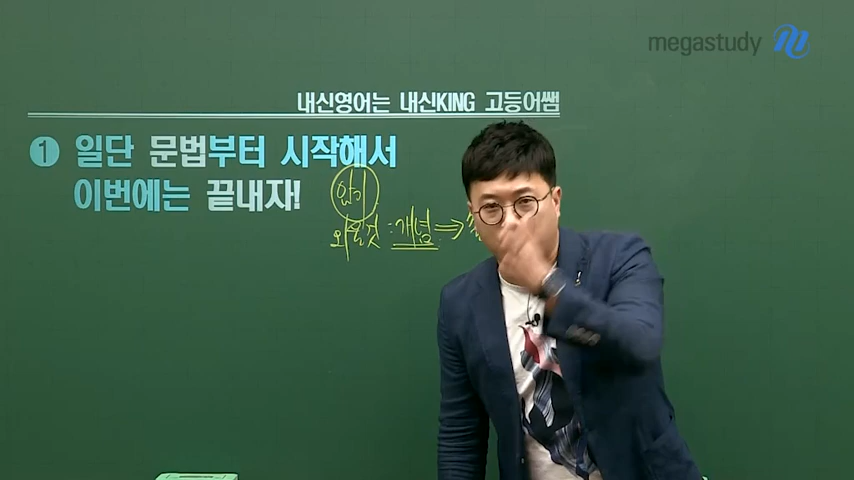 megastudy
내신영어는 내신KING 고등어쌤
1 일단 문법부터 시작해서
이번에는 끝내자!
암기
외울것 : 개념 ⇒